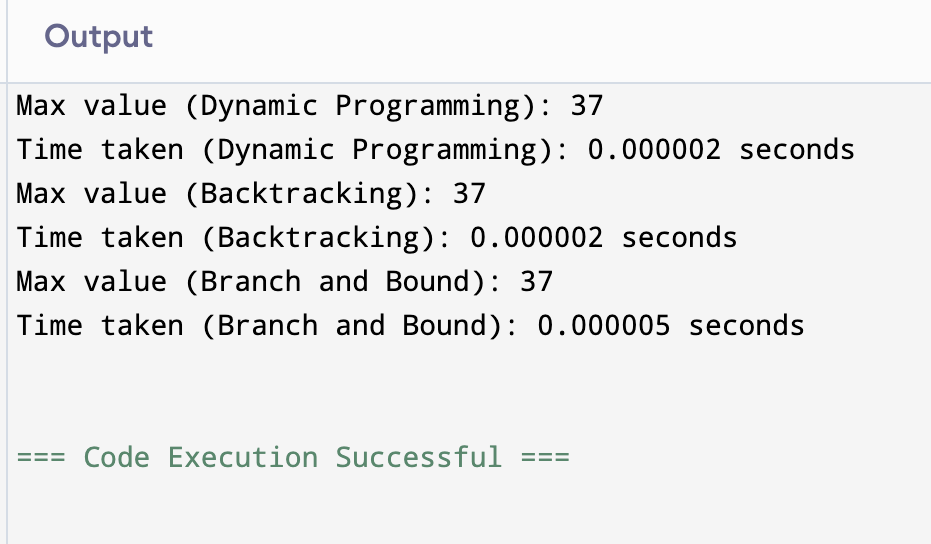 Output
Max value (Dynamic Programming): 37
Time taken (Dynamic Programming): 0.000002 seconds
Max value (Backtracking): 37
Time taken (Backtracking): 0.000002 seconds
Max value (Branch and Bound): 37
Time taken (Branch and Bound): 0.000005 seconds
=== Code Execution Successful ===